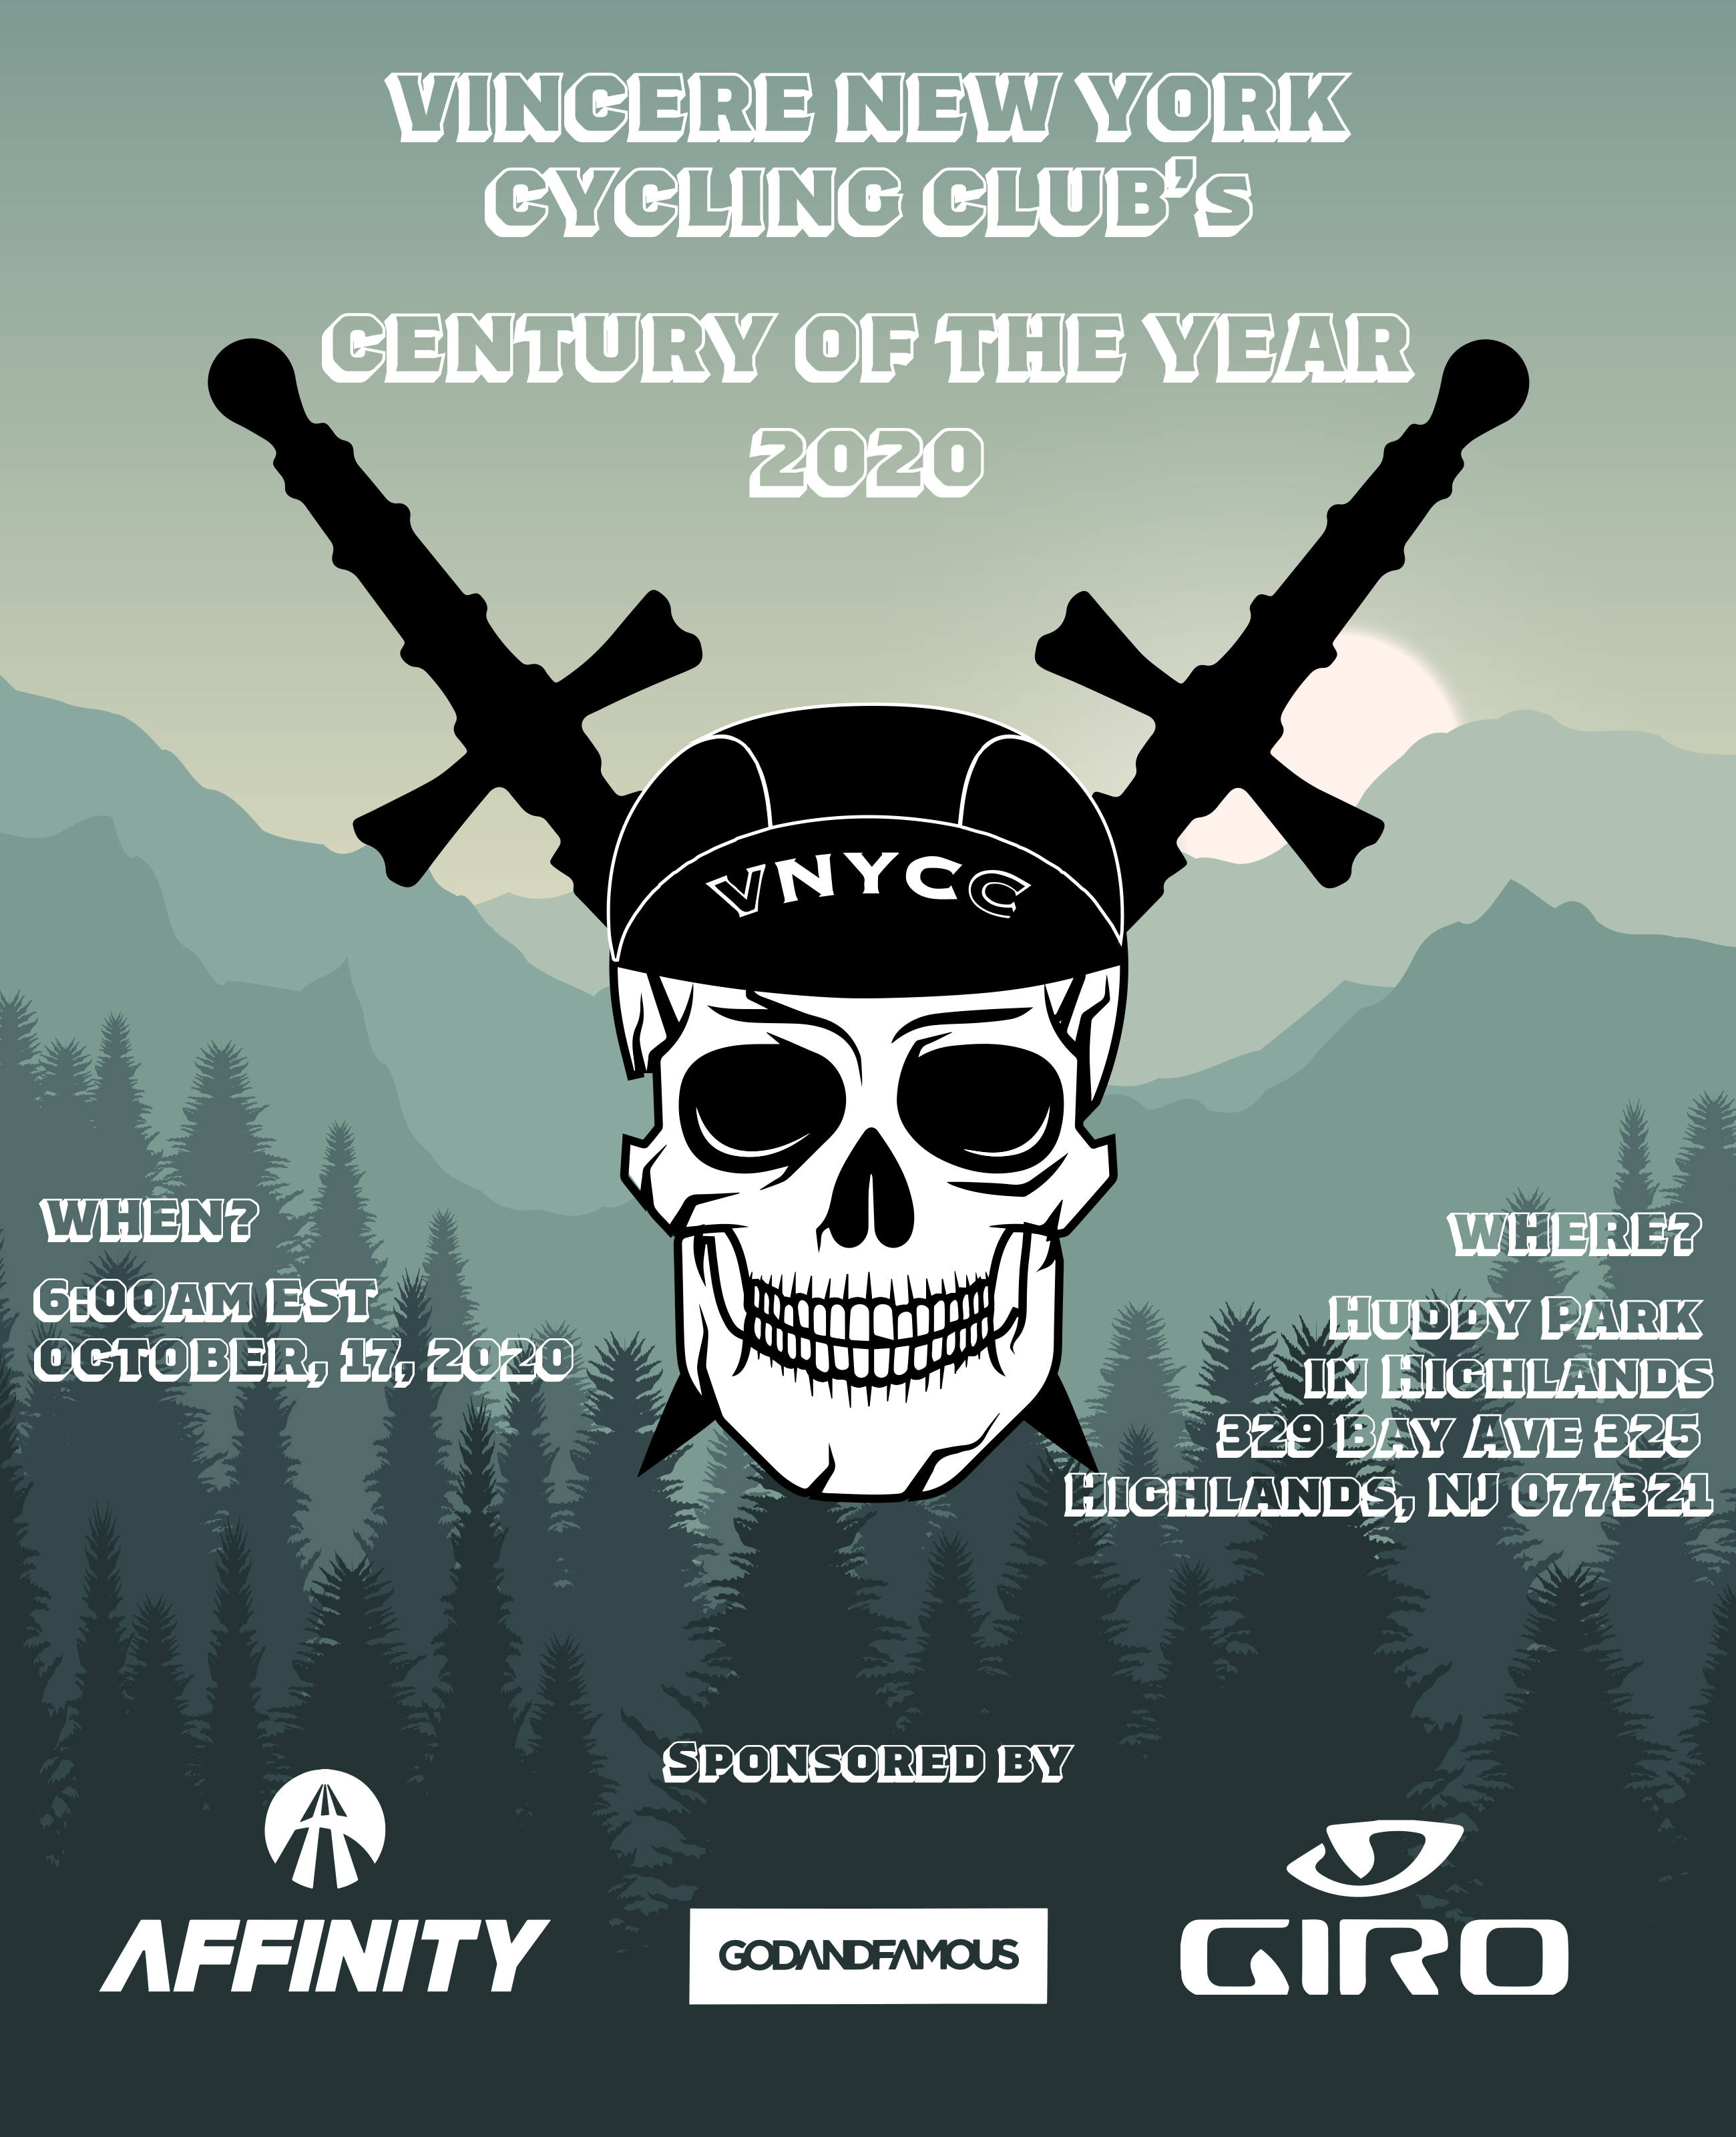 VINCERE NEW YORK
CYCLING CLUB'S
CENTURY OF THE YEAR
2020
VNYCC
WHEN?
6:00AM EST
OCTOBER, 17, 2020
WHERE?
HUDDY PARK
IN HIGHLANDS
329 BAY AVE 325
HIGHLANDS, NJ 077321
SPONSORED BY
AFFINITY
GODANDFAMOUS
GIRO